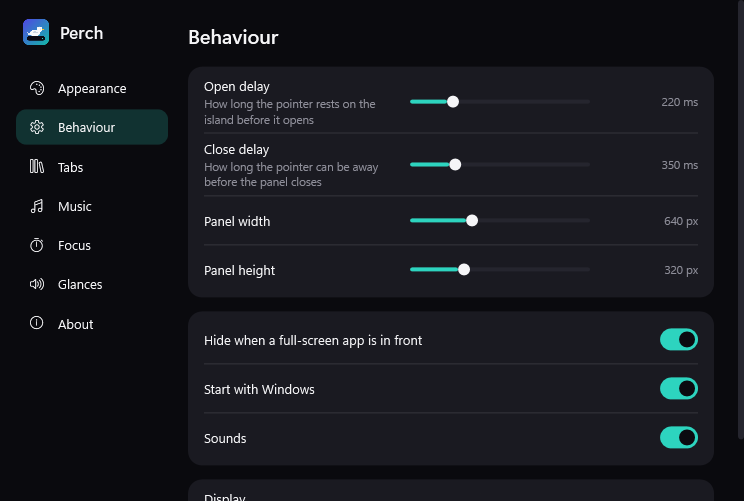 Perch
Appearance
Behaviour
Tabs
Music
Focus
Glances
About
Behaviour
Open delay
How long the pointer rests on the
island before it opens
220 ms
Close delay
How long the pointer can be away
before the panel closes
350 ms
Panel width
640 px
Panel height
320 px
Hide when a full-screen app is in front
Start with Windows
Sounds
Display